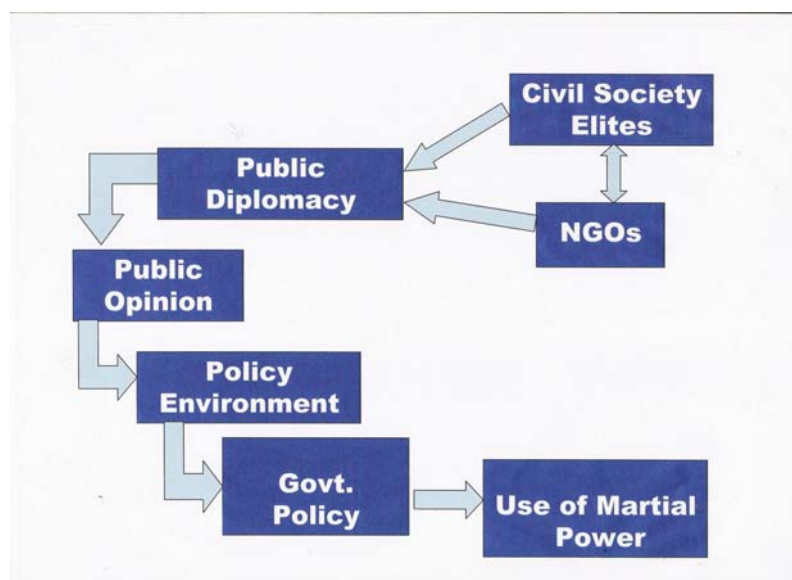 Civil Society
Elites
Public
Diplomacy
NGOs
Public
Opinion
Policy
Environment
Govt.
Policy
Use of Martial
Power